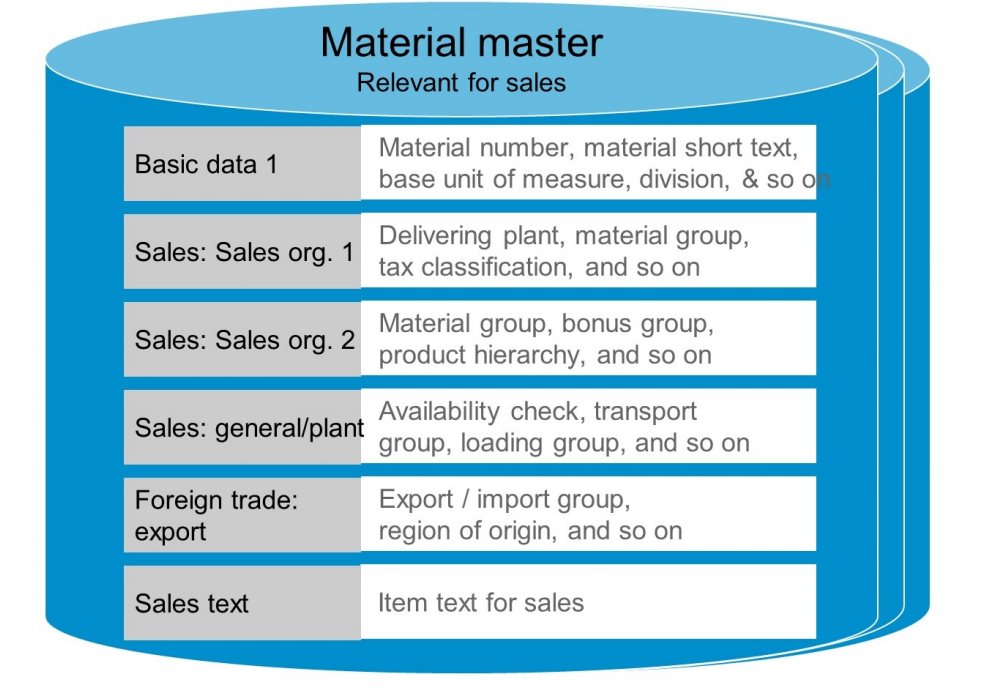 Material master
Relevant for sales
Basic data 1
Material number, material short text,
base unit of measure, division, & so on
Sales: Sales org. 1
Delivering plant, material group,
tax classification, and so on
Sales: Sales org. 2
Material group, bonus group,
product hierarchy, and so on
Sales: general/plant
Availability check, transport
group, loading group, and so on
Foreign trade:
export
Export / import group,
region of origin, and so on
Sales text
Item text for sales